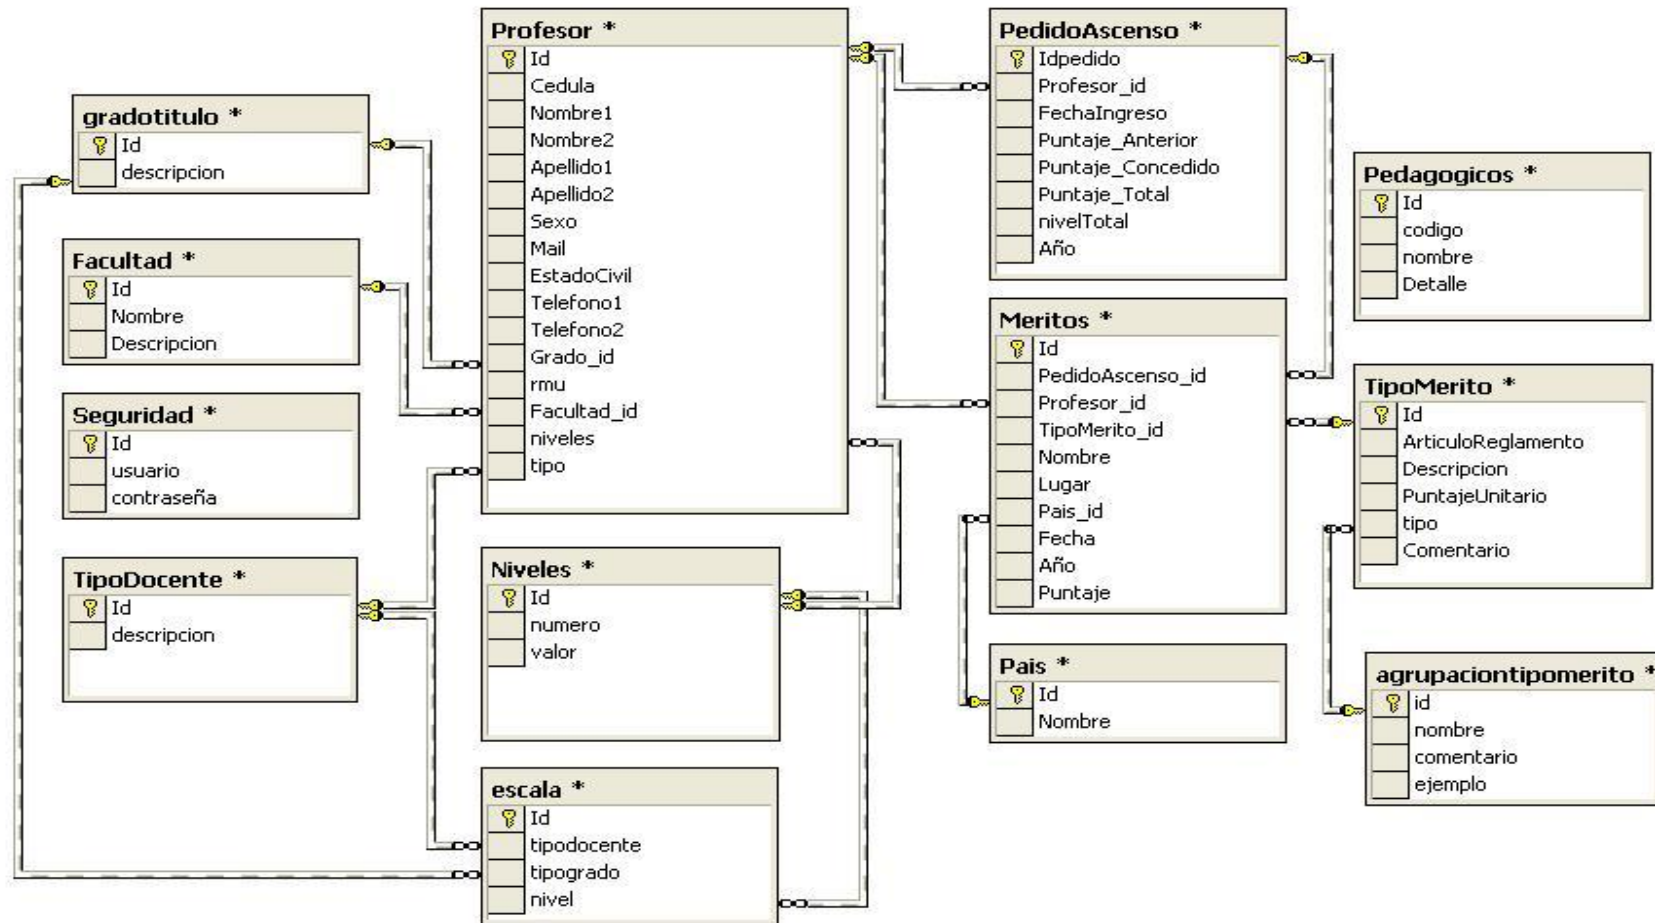 gradotitulo *
Id
descripcion
Facultad *
Id
Nombre
Descripcion
Seguridad *
Id
usuario
contraseña
TipoDocente *
Id
descripcion
Profesor *
Id
Cedula
Nombre1
Nombre2
Apellido1
Apellido2
Sexo
Mail
EstadoCivil
Telefono1
Telefono2
Grado_id
rmu
Facultad_id
niveles
tipo
Niveles *
Id
numero
valor
escala *
Id
tipodocente
tipogrado
nivel
PedidoAscenso *
Idpedido
Profesor_id
FechaIngreso
Puntaje_Anterior
Puntaje_Concedido
Puntaje_Total
nivelTotal
Año
Meritos *
Id
PedidoAscenso_id
Profesor_id
TipoMerito_id
Nombre
Lugar
Pais_id
Fecha
Año
Puntaje
Pais *
Id
Nombre
Pedagogicos *
Id
codigo
nombre
Detalle
TipoMerito *
Id
ArticuloReglamento
Descripcion
PuntajeUnitario
tipo
Comentario
agrupaciontipomerito *
id
nombre
comentario
ejemplo